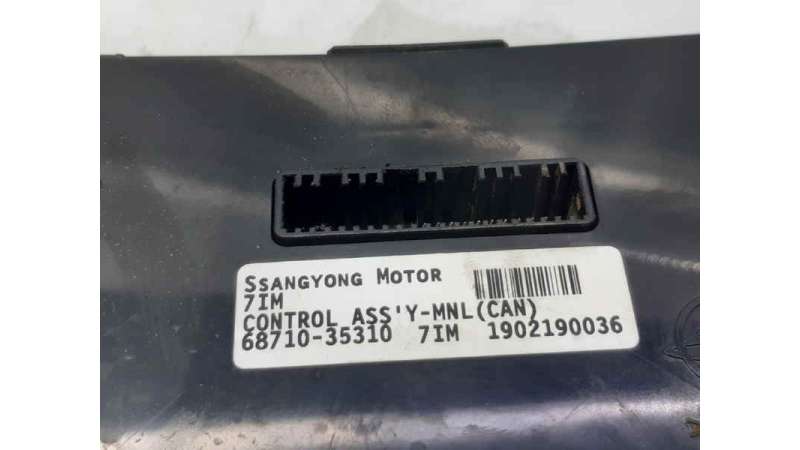 SSANGYONG MOTOR
7IM
CONTROL ASS'Y-MNL(CAN)
68710-35310 7IM 1902190036